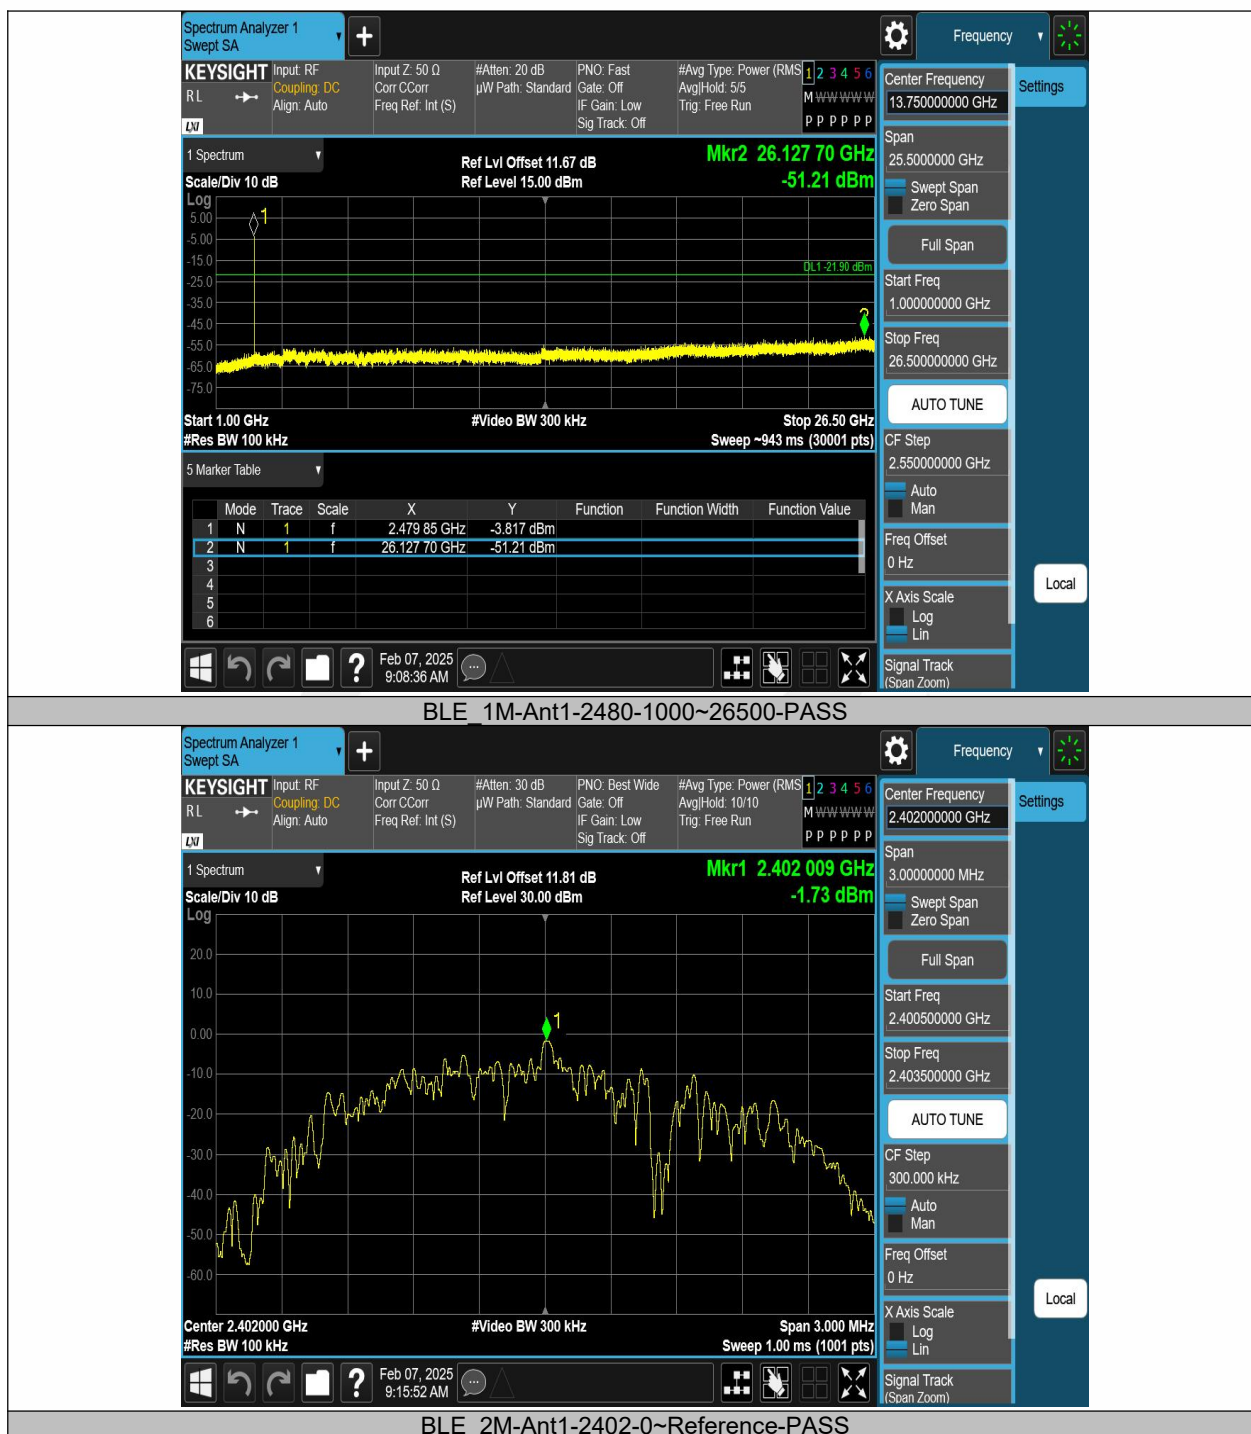 Spectrum Analyzer 1
Swept SA
Frequency
KEYSIGHT
RL
LXI
Input: RF
Coupling: DC
Align: Auto
Input Z: 50 Ω
Corr CCorr
Freq Ref: Int (S)
#Atten: 20 dB
µW Path: Standard
PNO: Fast
Gate: Off
IF Gain: Low
Sig Track: Off
#Avg Type: Power (RMS
Avg|Hold: 5/5
Trig: Free Run
1 2 3 4 5 6
M W W W W W
P P P P P P
1 Spectrum
Scale/Div 10 dB
Ref Lvl Offset 11.67 dB
Ref Level 15.00 dBm
Mkr2 26.127 70 GHz
-51.21 dBm
Log
5.00
-5.00
-15.0
-25.0
-35.0
-45.0
-55.0
-65.0
-75.0
1
DL1 -21.90 dBm
2
Start 1.00 GHz
#Video BW 300 kHz
Stop 26.50 GHz
#Res BW 100 kHz
Sweep ~943 ms (30001 pts)
5 Marker Table
Mode Trace Scale X Y Function Function Width Function Value
1 N 1 f 2.479 85 GHz -3.817 dBm
2 N 1 f 26.127 70 GHz -51.21 dBm
3
4
5
6
?
Feb 07, 2025
9:08:36 AM
Center Frequency
13.750000000 GHz
Span
25.5000000 GHz
Swept Span
Zero Span
Full Span
Start Freq
1.000000000 GHz
Stop Freq
26.500000000 GHz
AUTO TUNE
CF Step
2.550000000 GHz
Auto
Man
Freq Offset
0 Hz
X Axis Scale
Log
Lin
Signal Track
(Span Zoom)
Settings
Local
BLE_1M-Ant1-2480-1000~26500-PASS
Spectrum Analyzer 1
Swept SA
Frequency
KEYSIGHT
RL
LXI
Input: RF
Coupling: DC
Align: Auto
Input Z: 50 Ω
Corr CCorr
Freq Ref: Int (S)
#Atten: 30 dB
µW Path: Standard
PNO: Best Wide
Gate: Off
IF Gain: Low
Sig Track: Off
#Avg Type: Power (RMS
Avg|Hold: 10/10
Trig: Free Run
1 2 3 4 5 6
M W W W W W
P P P P P P
1 Spectrum
Scale/Div 10 dB
Ref Lvl Offset 11.81 dB
Ref Level 30.00 dBm
Mkr1 2.402 009 GHz
-1.73 dBm
Log
20.0
10.0
0.00
-10.0
-20.0
-30.0
-40.0
-50.0
-60.0
1
Center 2.402000 GHz
#Video BW 300 kHz
Span 3.000 MHz
#Res BW 100 kHz
Sweep 1.00 ms (1001 pts)
?
Feb 07, 2025
9:15:52 AM
Center Frequency
2.402000000 GHz
Span
3.00000000 MHz
Swept Span
Zero Span
Full Span
Start Freq
2.400500000 GHz
Stop Freq
2.403500000 GHz
AUTO TUNE
CF Step
300.000 kHz
Auto
Man
Freq Offset
0 Hz
X Axis Scale
Log
Lin
Signal Track
(Span Zoom)
Settings
Local
BLE_2M-Ant1-2402-0~Reference-PASS